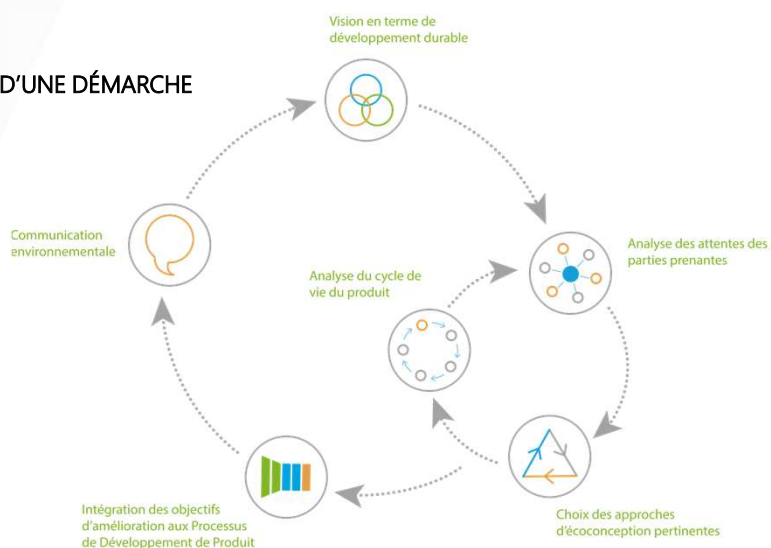 Vision en terme de
développement durable
D'UNE DÉMARCHE
Communication
environnementale
Analyse des attentes des
parties prenantes
Analyse du cycle de
vie du produit
Intégration des objectifs
d'amélioration aux Processus
de Développement de Produit
Choix des approches
d'écoconception pertinentes